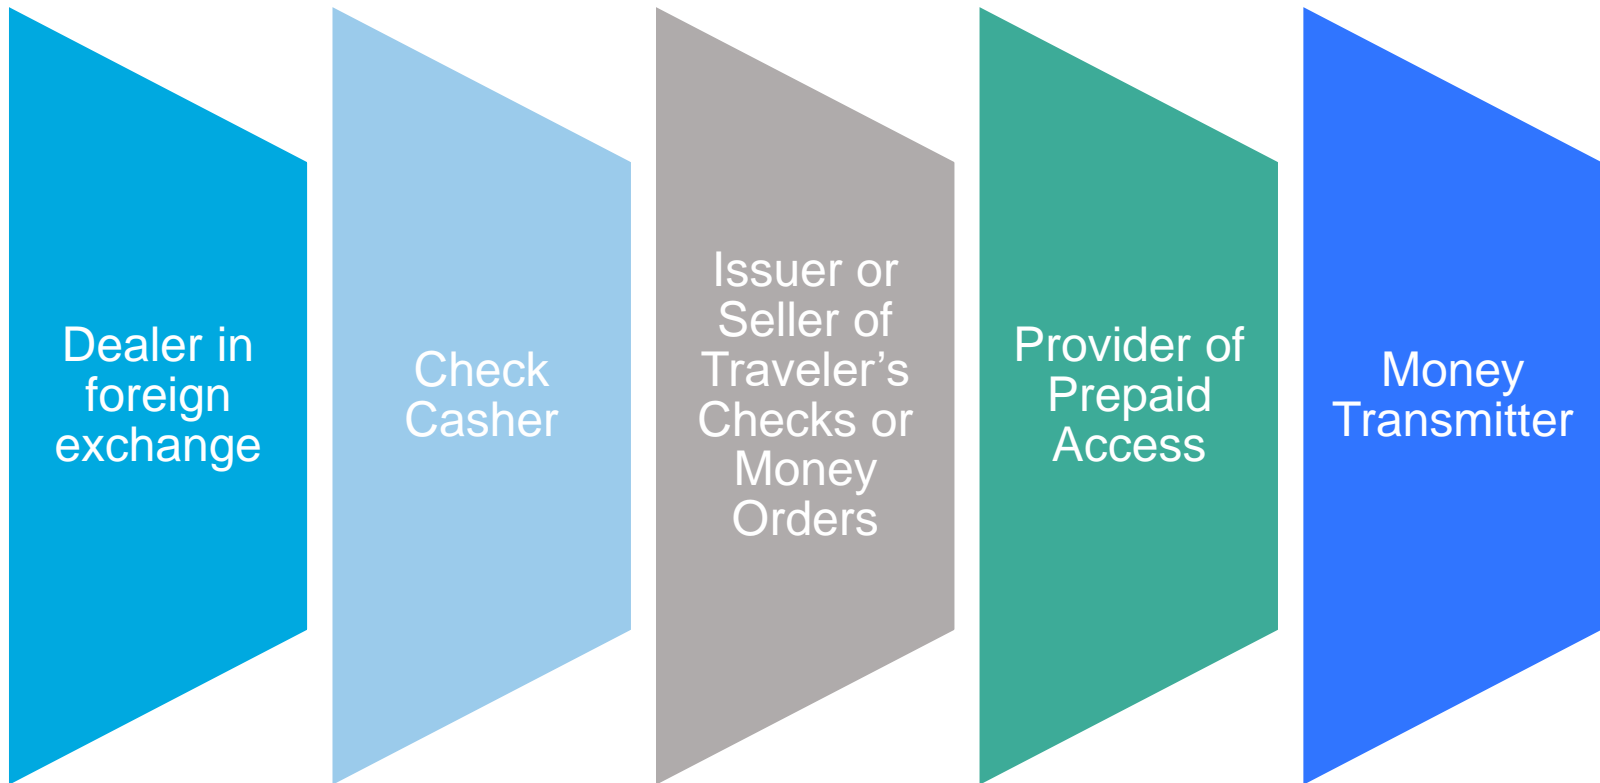 Dealer in
foreign
exchange
Check
Casher
Issuer or
Seller of
Traveler’s
Checks or
Money
Orders
Provider of
Prepaid
Access
Money
Transmitter